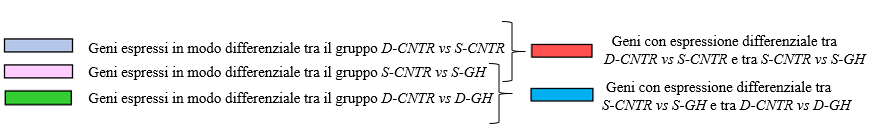 Geni espressi in modo differenziale tra il gruppo D-CNTR vs S-CNTR
Geni espressi in modo differenziale tra il gruppo S-CNTR vs S-GH
Geni espressi in modo differenziale tra il gruppo D-CNTR vs D-GH
Geni con espressione differenziale tra
D-CNTR vs S-CNTR e tra S-CNTR vs S-GH
Geni con espressione differenziale tra
S-CNTR vs S-GH e tra D-CNTR vs D-GH